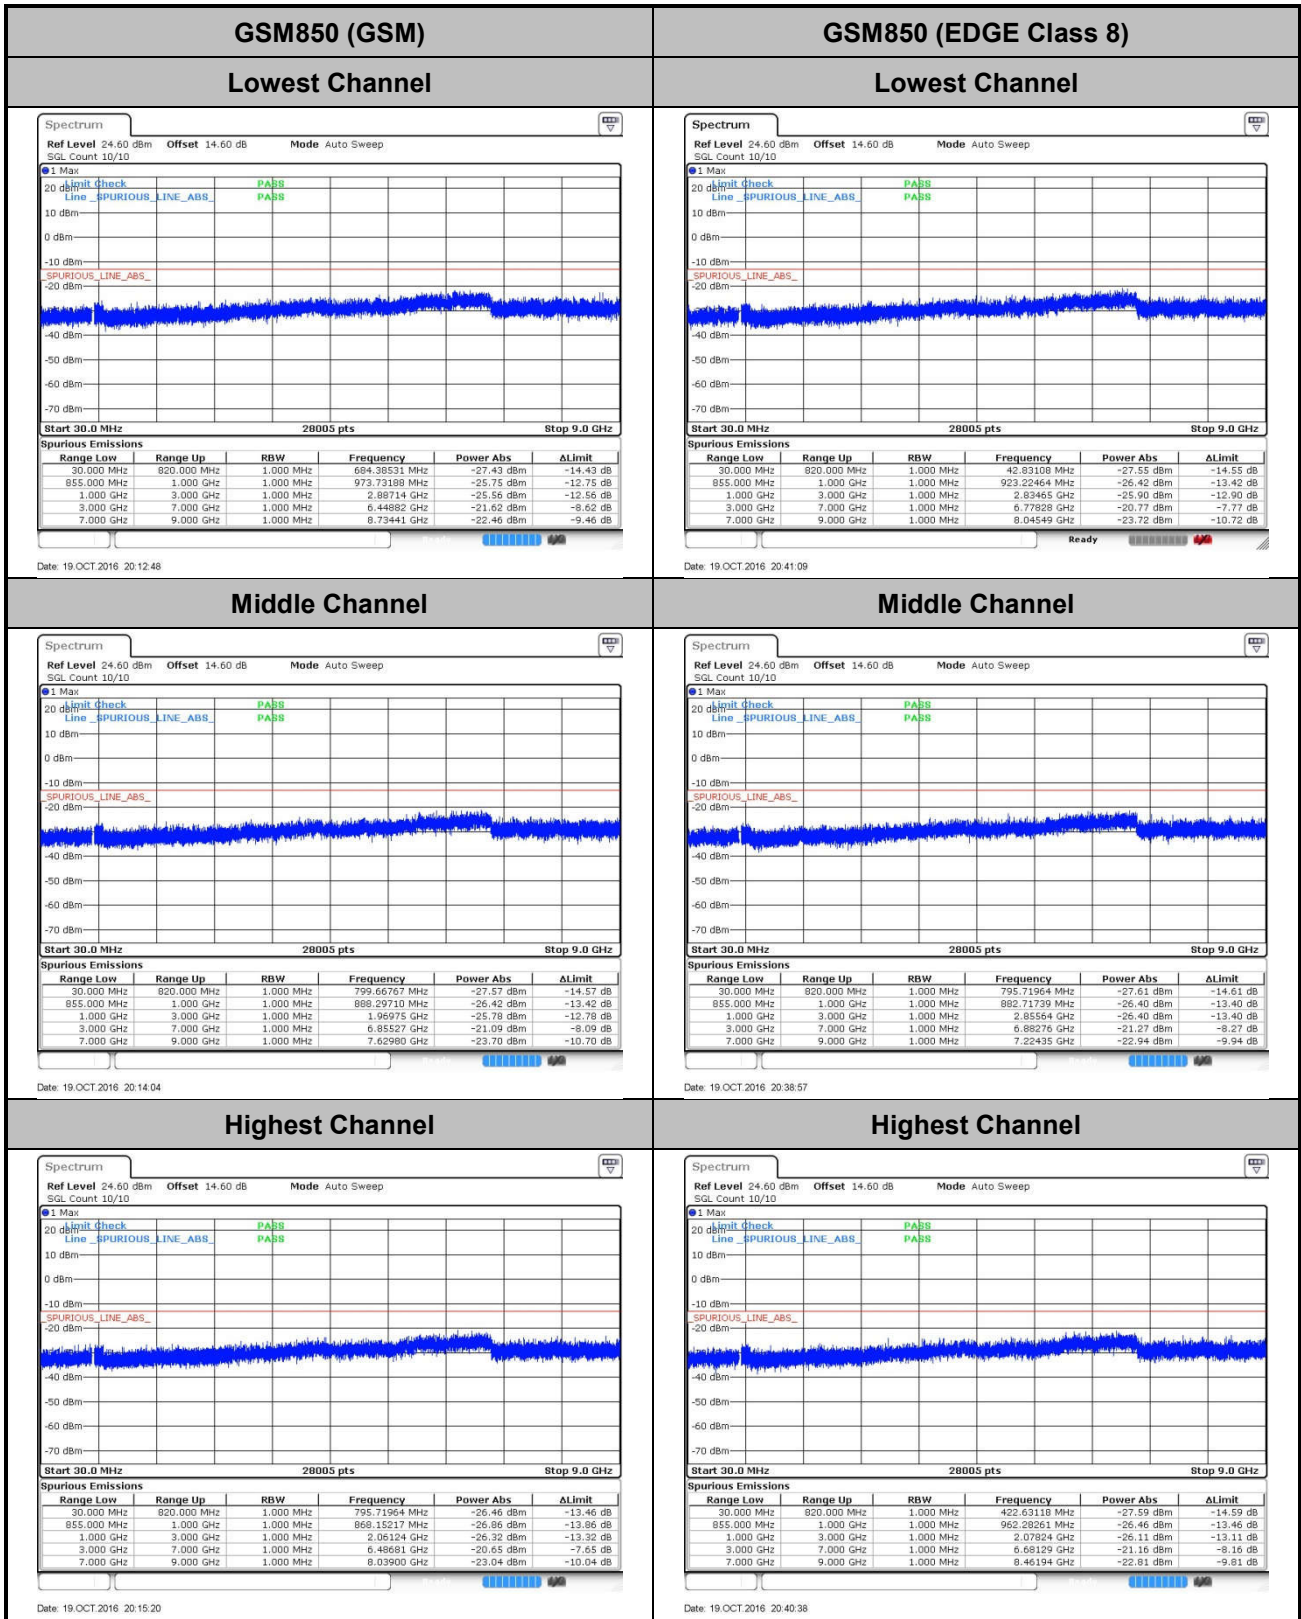 GSM850 (GSM)
GSM850 (EDGE Class 8)
Lowest Channel
Lowest Channel
Spectrum
Ref Level 24.60 dBm Offset 14.60 dB Mode Auto Sweep
SGL Count 10/10
1 Max
20 dBm
Limit Check PASS
Line _SPURIOUS_LINE_ABS_ PASS
10 dBm
0 dBm
-10 dBm
_SPURIOUS_LINE_ABS_
-20 dBm
-40 dBm
-50 dBm
-60 dBm
-70 dBm
Start 30.0 MHz 28005 pts Stop 9.0 GHz
Spurious Emissions
Range Low Range Up RBW Frequency Power Abs ΔLimit
30.000 MHz 820.000 MHz 1.000 MHz 684.38531 MHz -27.43 dBm -14.43 dB
855.000 MHz 1.000 GHz 1.000 MHz 973.73188 MHz -25.75 dBm -12.75 dB
1.000 GHz 3.000 GHz 1.000 MHz 2.88714 GHz -25.56 dBm -12.56 dB
3.000 GHz 7.000 GHz 1.000 MHz 6.44882 GHz -21.62 dBm -8.62 dB
7.000 GHz 9.000 GHz 1.000 MHz 8.73441 GHz -22.46 dBm -9.46 dB
Date: 19.OCT.2016 20:12:48
Spectrum
Ref Level 24.60 dBm Offset 14.60 dB Mode Auto Sweep
SGL Count 10/10
1 Max
20 dBm
Limit Check PASS
Line _SPURIOUS_LINE_ABS_ PASS
10 dBm
0 dBm
-10 dBm
_SPURIOUS_LINE_ABS_
-20 dBm
-40 dBm
-50 dBm
-60 dBm
-70 dBm
Start 30.0 MHz 28005 pts Stop 9.0 GHz
Spurious Emissions
Range Low Range Up RBW Frequency Power Abs ΔLimit
30.000 MHz 820.000 MHz 1.000 MHz 42.83108 MHz -27.55 dBm -14.55 dB
855.000 MHz 1.000 GHz 1.000 MHz 923.22464 MHz -26.42 dBm -13.42 dB
1.000 GHz 3.000 GHz 1.000 MHz 2.83465 GHz -25.90 dBm -12.90 dB
3.000 GHz 7.000 GHz 1.000 MHz 6.77828 GHz -20.77 dBm -7.77 dB
7.000 GHz 9.000 GHz 1.000 MHz 8.04549 GHz -23.72 dBm -10.72 dB
Ready
Date: 19.OCT.2016 20:41:09
Middle Channel
Middle Channel
Spectrum
Ref Level 24.60 dBm Offset 14.60 dB Mode Auto Sweep
SGL Count 10/10
1 Max
20 dBm
Limit Check PASS
Line _SPURIOUS_LINE_ABS_ PASS
10 dBm
0 dBm
-10 dBm
_SPURIOUS_LINE_ABS_
-20 dBm
-40 dBm
-50 dBm
-60 dBm
-70 dBm
Start 30.0 MHz 28005 pts Stop 9.0 GHz
Spurious Emissions
Range Low Range Up RBW Frequency Power Abs ΔLimit
30.000 MHz 820.000 MHz 1.000 MHz 799.66767 MHz -27.57 dBm -14.57 dB
855.000 MHz 1.000 GHz 1.000 MHz 888.29710 MHz -26.42 dBm -13.42 dB
1.000 GHz 3.000 GHz 1.000 MHz 1.96975 GHz -25.78 dBm -12.78 dB
3.000 GHz 7.000 GHz 1.000 MHz 6.85527 GHz -21.09 dBm -8.09 dB
7.000 GHz 9.000 GHz 1.000 MHz 7.62980 GHz -23.70 dBm -10.70 dB
Date: 19.OCT.2016 20:14:04
Spectrum
Ref Level 24.60 dBm Offset 14.60 dB Mode Auto Sweep
SGL Count 10/10
1 Max
20 dBm
Limit Check PASS
Line _SPURIOUS_LINE_ABS_ PASS
10 dBm
0 dBm
-10 dBm
_SPURIOUS_LINE_ABS_
-20 dBm
-40 dBm
-50 dBm
-60 dBm
-70 dBm
Start 30.0 MHz 28005 pts Stop 9.0 GHz
Spurious Emissions
Range Low Range Up RBW Frequency Power Abs ΔLimit
30.000 MHz 820.000 MHz 1.000 MHz 795.71964 MHz -27.61 dBm -14.61 dB
855.000 MHz 1.000 GHz 1.000 MHz 882.71739 MHz -26.40 dBm -13.40 dB
1.000 GHz 3.000 GHz 1.000 MHz 2.85564 GHz -26.40 dBm -13.40 dB
3.000 GHz 7.000 GHz 1.000 MHz 6.88276 GHz -21.27 dBm -8.27 dB
7.000 GHz 9.000 GHz 1.000 MHz 7.22435 GHz -22.94 dBm -9.94 dB
Date: 19.OCT.2016 20:38:57
Highest Channel
Highest Channel
Spectrum
Ref Level 24.60 dBm Offset 14.60 dB Mode Auto Sweep
SGL Count 10/10
1 Max
20 dBm
Limit Check PASS
Line _SPURIOUS_LINE_ABS_ PASS
10 dBm
0 dBm
-10 dBm
_SPURIOUS_LINE_ABS_
-20 dBm
-40 dBm
-50 dBm
-60 dBm
-70 dBm
Start 30.0 MHz 28005 pts Stop 9.0 GHz
Spurious Emissions
Range Low Range Up RBW Frequency Power Abs ΔLimit
30.000 MHz 820.000 MHz 1.000 MHz 795.71964 MHz -26.46 dBm -13.46 dB
855.000 MHz 1.000 GHz 1.000 MHz 868.15217 MHz -26.86 dBm -13.86 dB
1.000 GHz 3.000 GHz 1.000 MHz 2.06124 GHz -26.32 dBm -13.32 dB
3.000 GHz 7.000 GHz 1.000 MHz 6.48681 GHz -20.65 dBm -7.65 dB
7.000 GHz 9.000 GHz 1.000 MHz 8.03900 GHz -23.04 dBm -10.04 dB
Date: 19.OCT.2016 20:15:20
Spectrum
Ref Level 24.60 dBm Offset 14.60 dB Mode Auto Sweep
SGL Count 10/10
1 Max
20 dBm
Limit Check PASS
Line _SPURIOUS_LINE_ABS_ PASS
10 dBm
0 dBm
-10 dBm
_SPURIOUS_LINE_ABS_
-20 dBm
-40 dBm
-50 dBm
-60 dBm
-70 dBm
Start 30.0 MHz 28005 pts Stop 9.0 GHz
Spurious Emissions
Range Low Range Up RBW Frequency Power Abs ΔLimit
30.000 MHz 820.000 MHz 1.000 MHz 422.63118 MHz -27.59 dBm -14.59 dB
855.000 MHz 1.000 GHz 1.000 MHz 962.28261 MHz -26.46 dBm -13.46 dB
1.000 GHz 3.000 GHz 1.000 MHz 2.07824 GHz -26.11 dBm -13.11 dB
3.000 GHz 7.000 GHz 1.000 MHz 6.68129 GHz -21.16 dBm -8.16 dB
7.000 GHz 9.000 GHz 1.000 MHz 8.46194 GHz -22.81 dBm -9.81 dB
Date: 19.OCT.2016 20:40:38